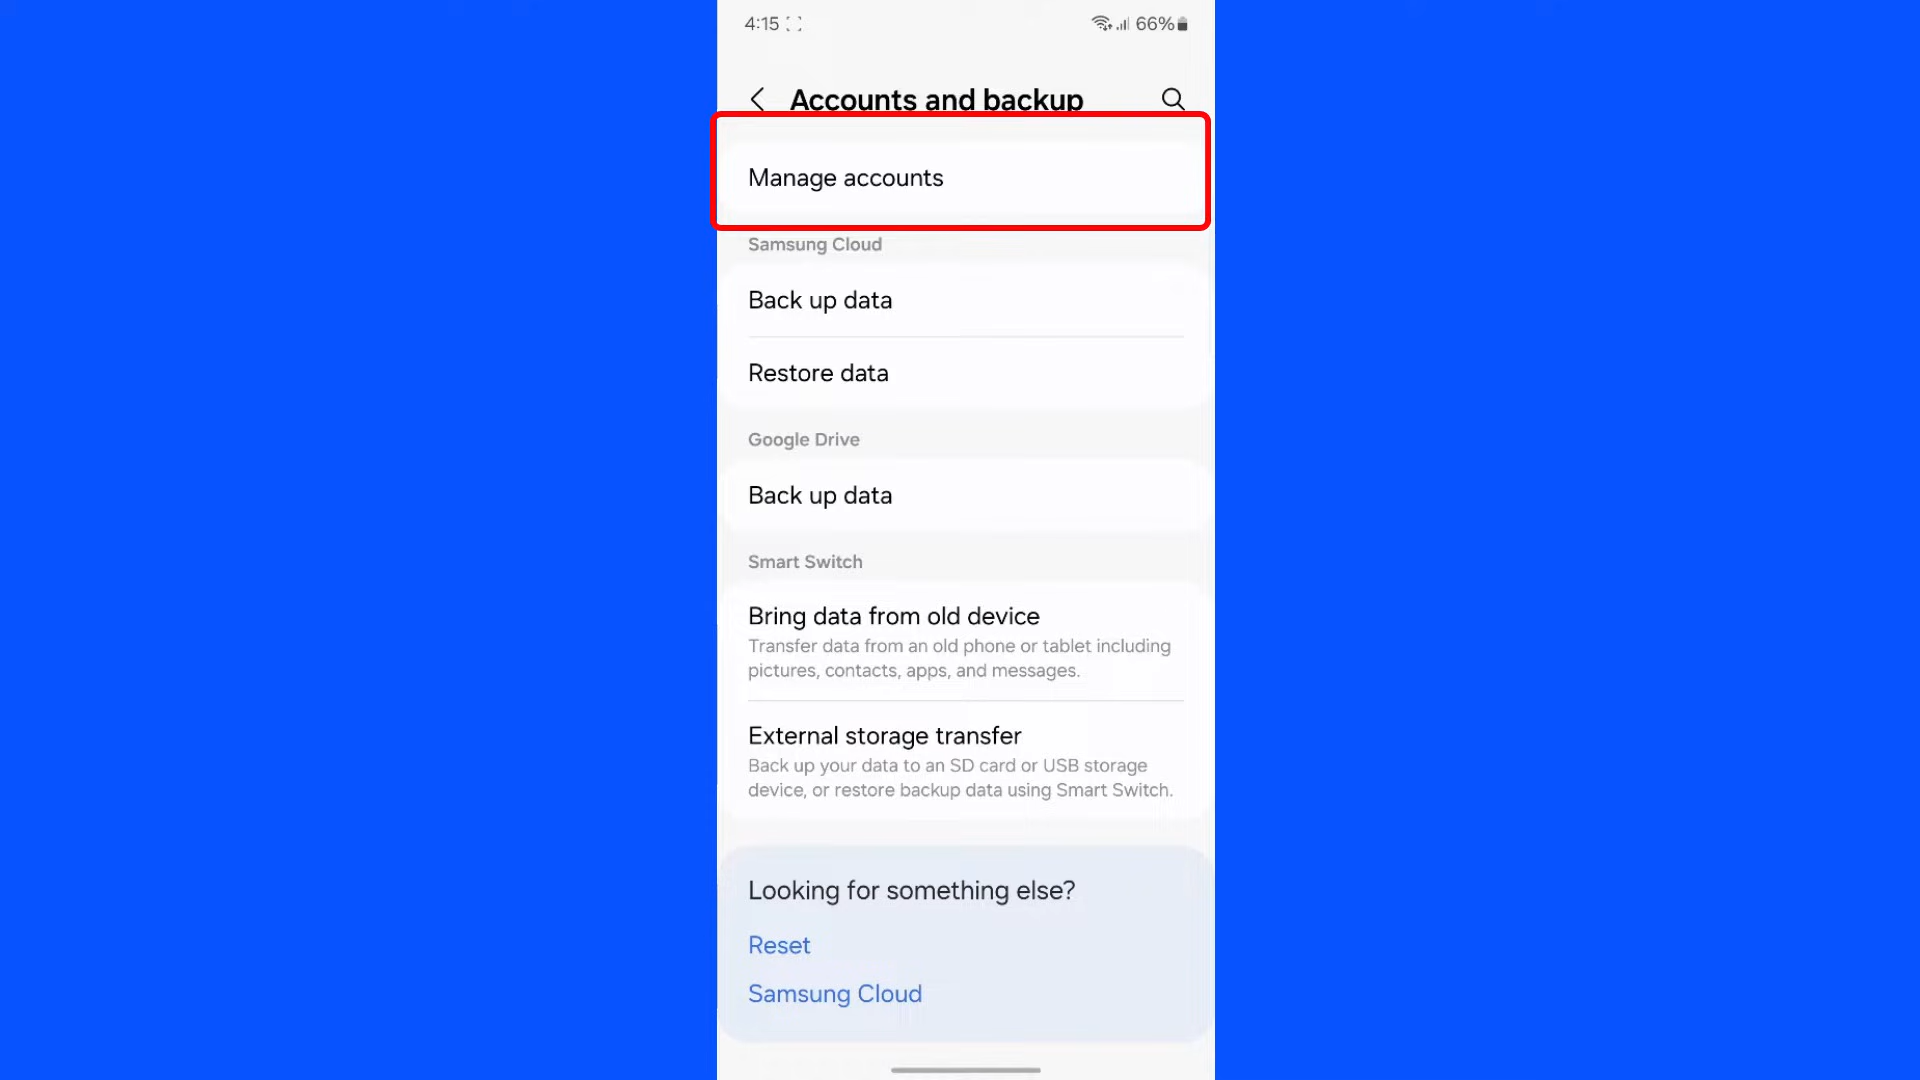 4:15
66%
Accounts and backup
Manage accounts
Samsung Cloud
Back up data
Restore data
Google Drive
Back up data
Smart Switch
Bring data from old device
Transfer data from an old phone or tablet including
pictures, contacts, apps, and messages.
External storage transfer
Back up your data to an SD card or USB storage
device, or restore backup data using Smart Switch.
Looking for something else?
Reset
Samsung Cloud